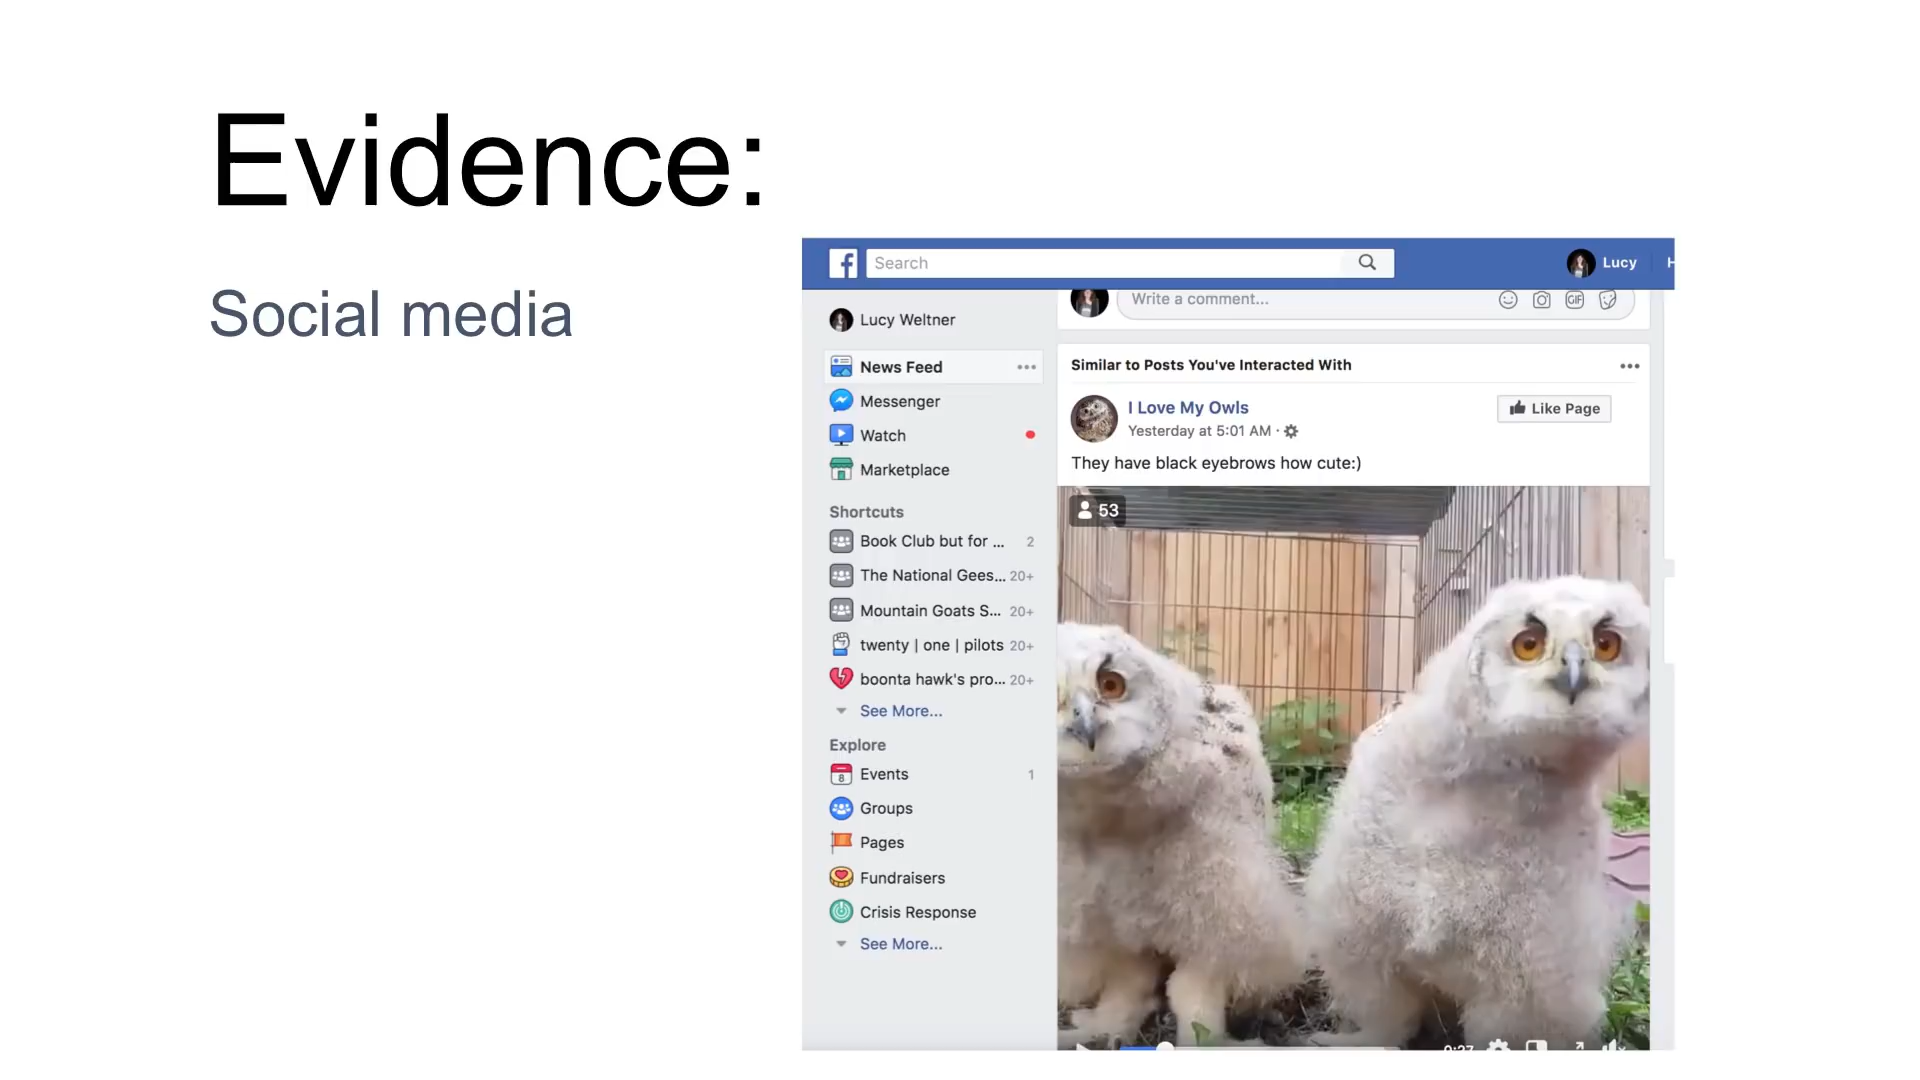 Evidence:
Social media
Search
Lucy
Lucy Weltner
News Feed
Messenger
Watch
Marketplace
Shortcuts
Book Club but for ... 2
The National Gees... 20+
Mountain Goats S... 20+
twenty | one | pilots 20+
boonta hawk's pro... 20+
See More...
Explore
Events 1
Groups
Pages
Fundraisers
Crisis Response
See More...
Write a comment...
GIF
Similar to Posts You've Interacted With
I Love My Owls
Like Page
Yesterday at 5:01 AM ·
They have black eyebrows how cute:)
53